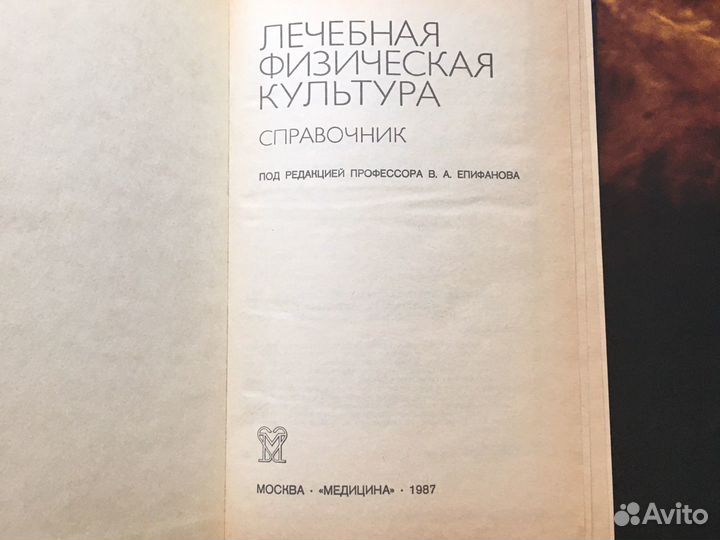 ЛЕЧЕБНАЯ
ФИЗИЧЕСКАЯ
КУЛЬТУРА
СПРАВОЧНИК
ПОД РЕДАКЦИЕЙ ПРОФЕССОРА В. А. ЕПИФАНОВА
МОСКВА · «МЕДИЦИНА» · 1987
Avito